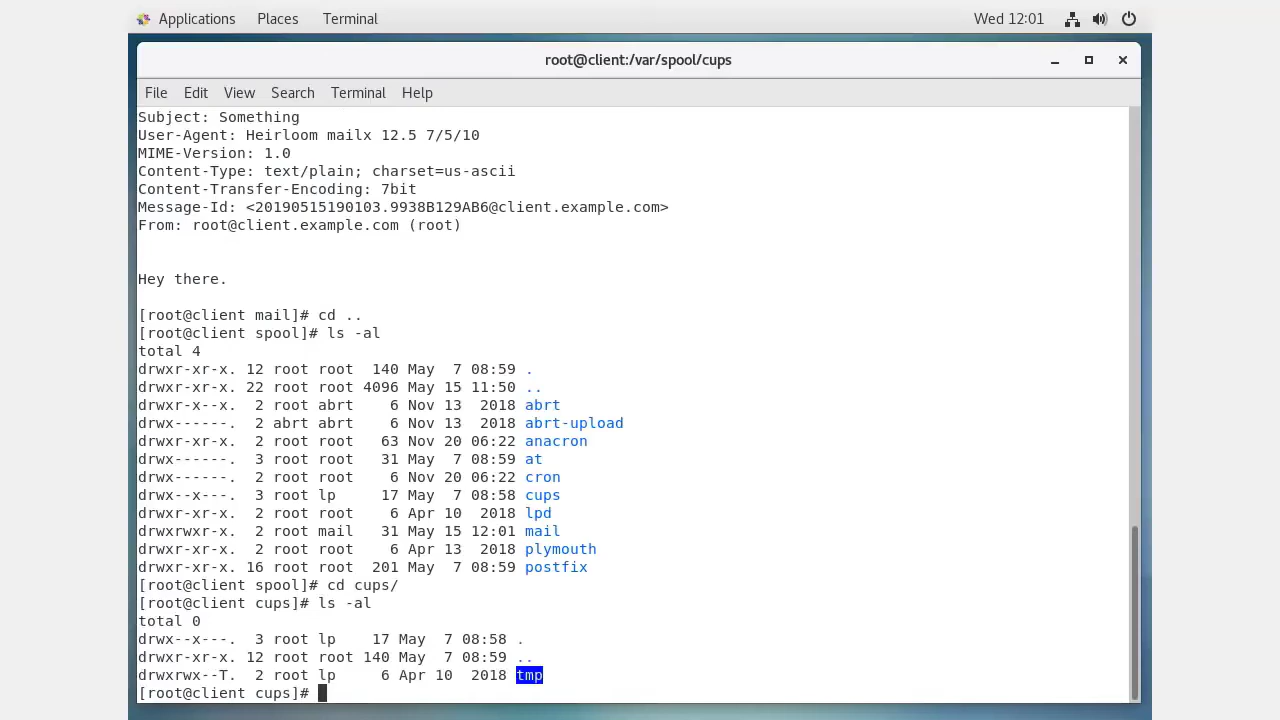 Applications Places Terminal Wed 12:01
root@client:/var/spool/cups
File Edit View Search Terminal Help
Subject: Something
User-Agent: Heirloom mailx 12.5 7/5/10
MIME-Version: 1.0
Content-Type: text/plain; charset=us-ascii
Content-Transfer-Encoding: 7bit
Message-Id: <20190515190103.9938B129AB6@client.example.com>
From: root@client.example.com (root)
Hey there.
[root@client mail]# cd ..
[root@client spool]# ls -al
total 4
drwxr-xr-x. 12 root root  140 May  7 08:59 .
drwxr-xr-x. 22 root root 4096 May 15 11:50 ..
drwxr-x--x.  2 root abrt    6 Nov 13  2018 abrt
drwx------.  2 abrt abrt    6 Nov 13  2018 abrt-upload
drwxr-xr-x.  2 root root   63 Nov 20 06:22 anacron
drwx------.  3 root root   31 May  7 08:59 at
drwx------.  2 root root    6 Nov 20 06:22 cron
drwx--x---.  3 root lp     17 May  7 08:58 cups
drwxr-xr-x.  2 root root    6 Apr 10  2018 lpd
drwxrwxr-x.  2 root mail   31 May 15 12:01 mail
drwxr-xr-x.  2 root root    6 Apr 13  2018 plymouth
drwxr-xr-x. 16 root root  201 May  7 08:59 postfix
[root@client spool]# cd cups/
[root@client cups]# ls -al
total 0
drwx--x---.  3 root lp    17 May  7 08:58 .
drwxr-xr-x. 12 root root 140 May  7 08:59 ..
drwxrwx--T.  2 root lp     6 Apr 10  2018 tmp
[root@client cups]#